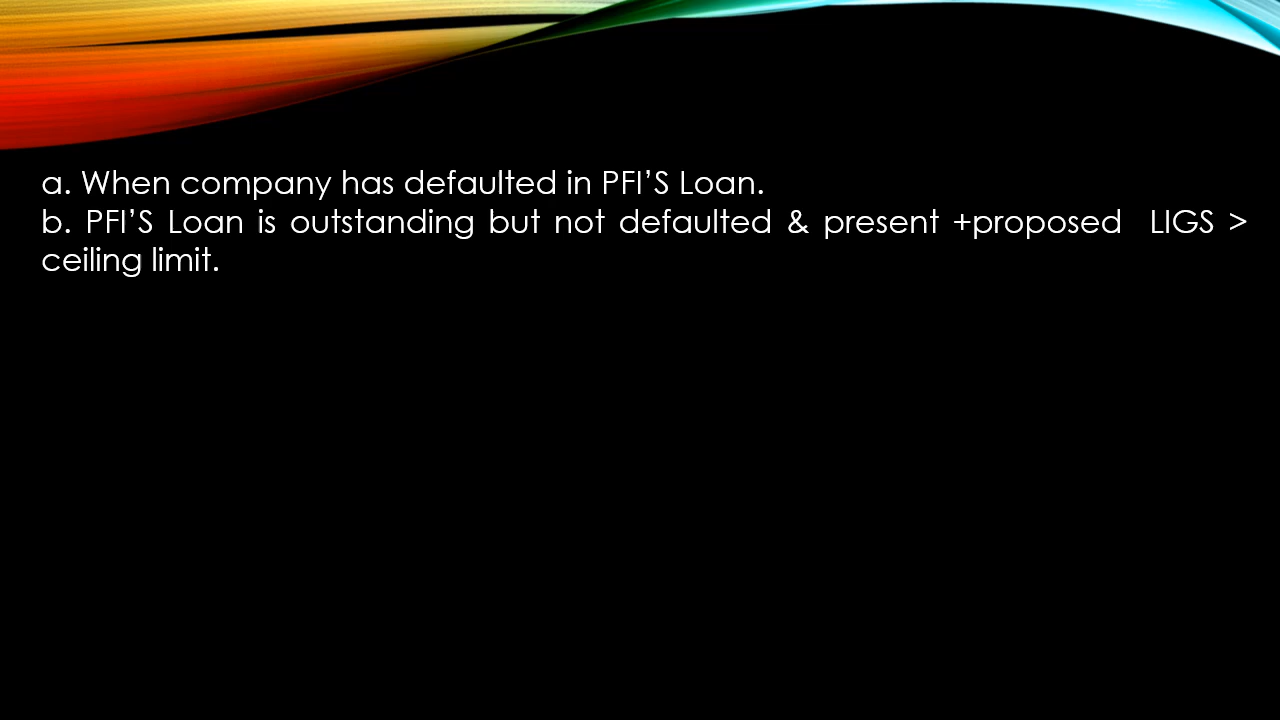 a. When company has defaulted in PFI’S Loan.
b. PFI’S Loan is outstanding but not defaulted & present +proposed LIGS >
ceiling limit.